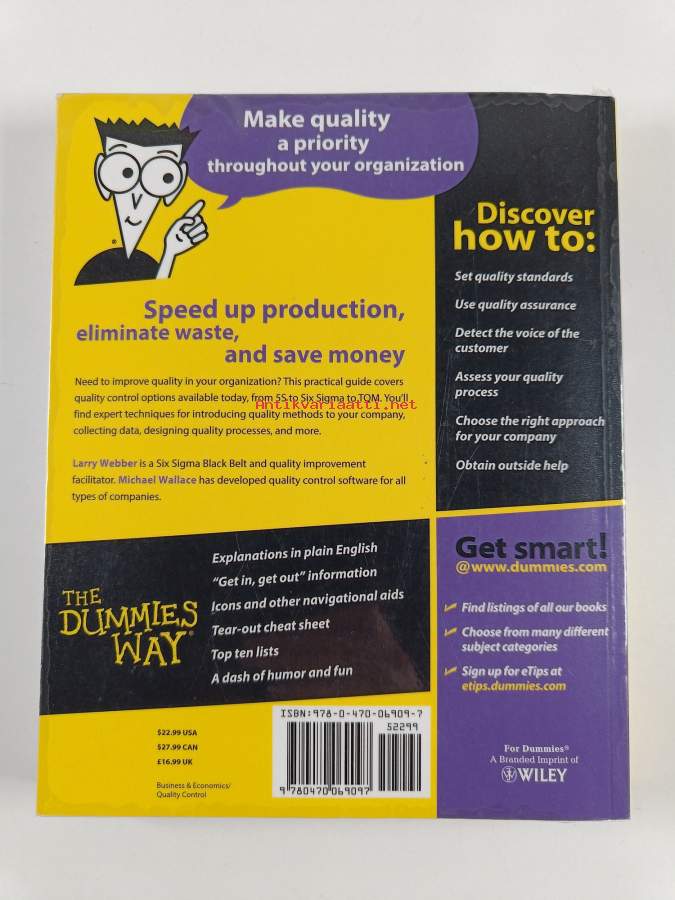 Make quality
a priority
throughout your organization
®
Speed up production,
eliminate waste,
and save money
Need to improve quality in your organization? This practical guide covers
quality control options available today, from 5S to Six Sigma to TQM. You'll
find expert techniques for introducing quality methods to your company,
collecting data, designing quality processes, and more.
Antikvariaatti.net
Larry Webber is a Six Sigma Black Belt and quality improvement
facilitator. Michael Wallace has developed quality control software for all
types of companies.
Discover
how to:
Set quality standards
Use quality assurance
Detect the voice of the
customer
Assess your quality
process
Choose the right approach
for your company
Obtain outside help
THE
DUMMIES
WAY®
Explanations in plain English
“Get in, get out” information
Icons and other navigational aids
Tear-out cheat sheet
Top ten lists
A dash of humor and fun
Get smart!
@www.dummies.com
Find listings of all our books
Choose from many different
subject categories
Sign up for eTips at
etips.dummies.com
$22.99 USA
$27.99 CAN
£16.99 UK
Business & Economics/
Quality Control
ISBN:978-0-470-06909-7
52299
9 780470 069097
For Dummies®
A Branded Imprint of
WILEY